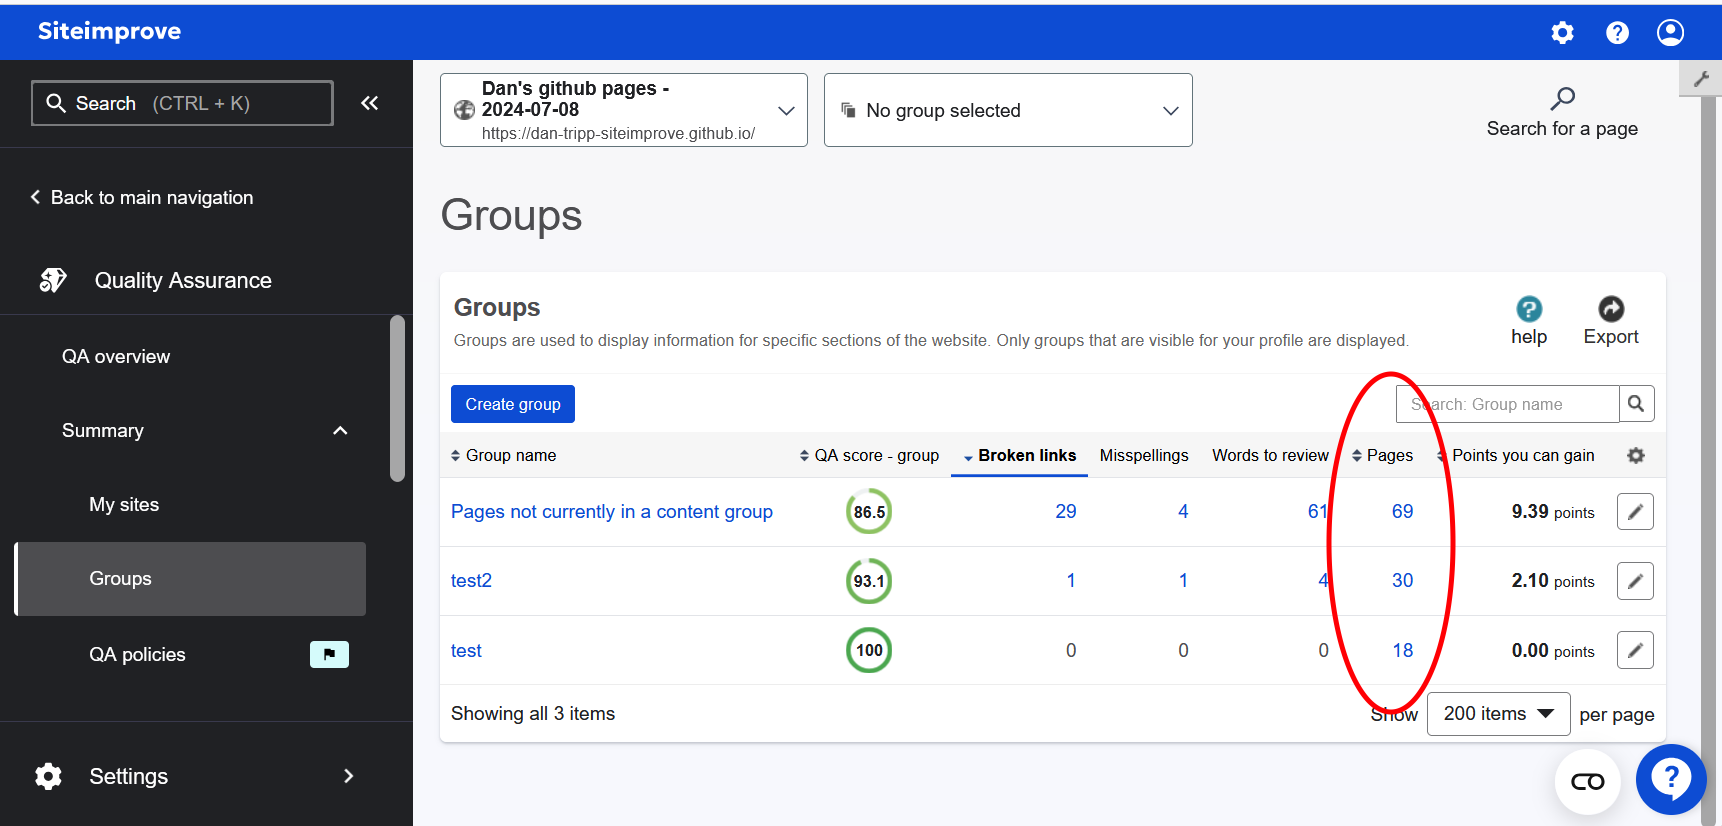 Siteimprove
Search (CTRL + K)
Back to main navigation
Quality Assurance
QA overview
Summary
My sites
Groups
QA policies
Settings
Dan's github pages -
2024-07-08
https://dan-tripp-siteimprove.github.io/
No group selected
Search for a page
Groups
Groups
Groups are used to display information for specific sections of the website. Only groups that are visible for your profile are displayed.
help
Export
Create group
Search: Group name
Group name QA score - group Broken links Misspellings Words to review Pages Points you can gain
Pages not currently in a content group 86.5 29 4 61 69 9.39 points
test2 93.1 1 1 4 30 2.10 points
test 100 0 0 0 18 0.00 points
Showing all 3 items
Show 200 items per page